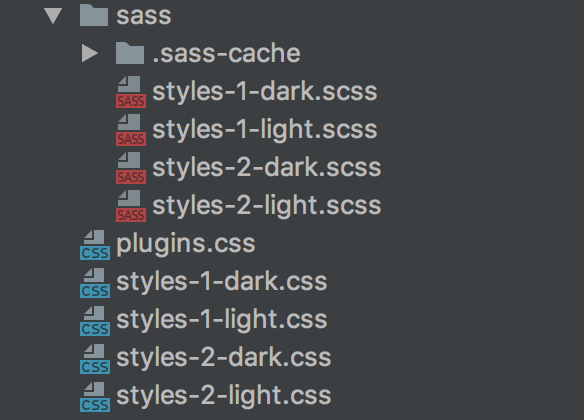 sass
.sass-cache
SASS styles-1-dark.scss
SASS styles-1-light.scss
SASS styles-2-dark.scss
SASS styles-2-light.scss
CSS plugins.css
CSS styles-1-dark.css
CSS styles-1-light.css
CSS styles-2-dark.css
CSS styles-2-light.css